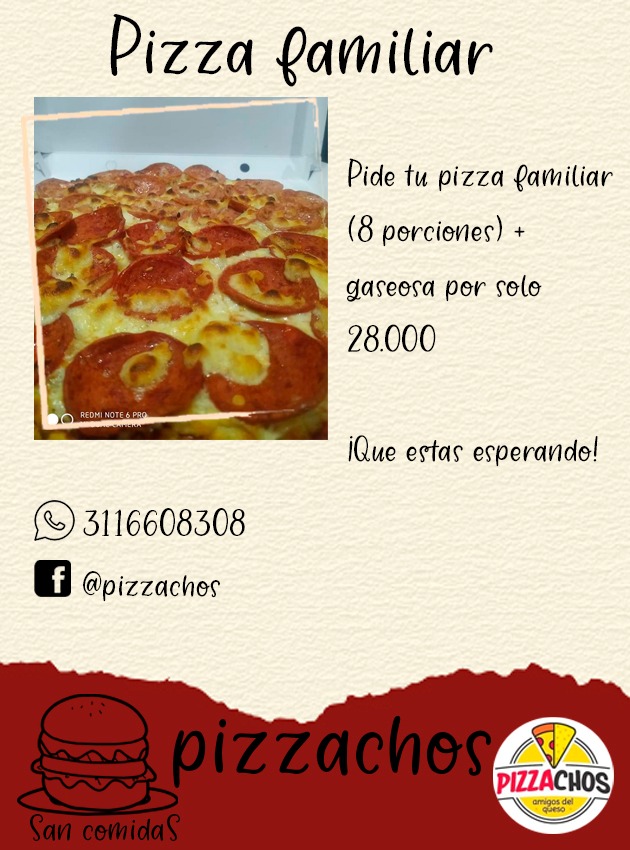 Pizza familiar
Pide tu pizza familiar
(8 porciones) +
gaseosa por solo
28.000
¡Que estas esperando!
REDMI NOTE 6 PRO
3116608308
@pizzachos
pizzachos
San comidaS
PIZZACHOS
amigos del
queso